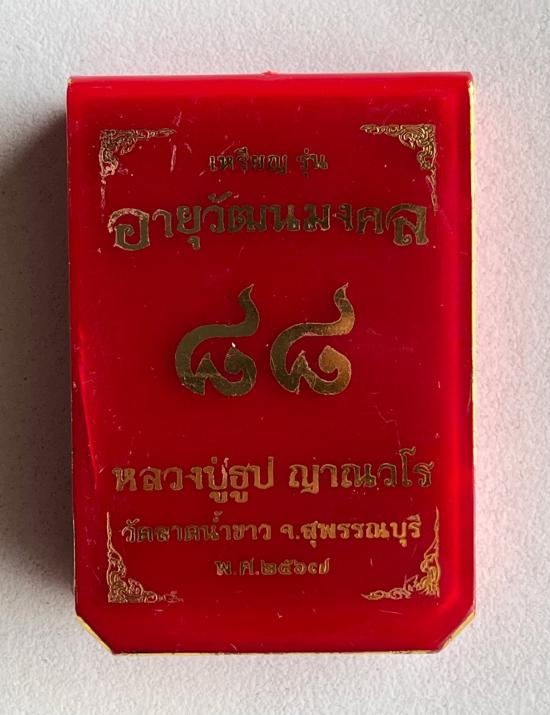 เหรียญ รุ่น
อายุวัฒนมงคล
๘๘
หลวงปู่ธูป ญาณวโร
วัดลาดน้ำขาว จ.สุพรรณบุรี
พ.ศ.๒๕๖๗